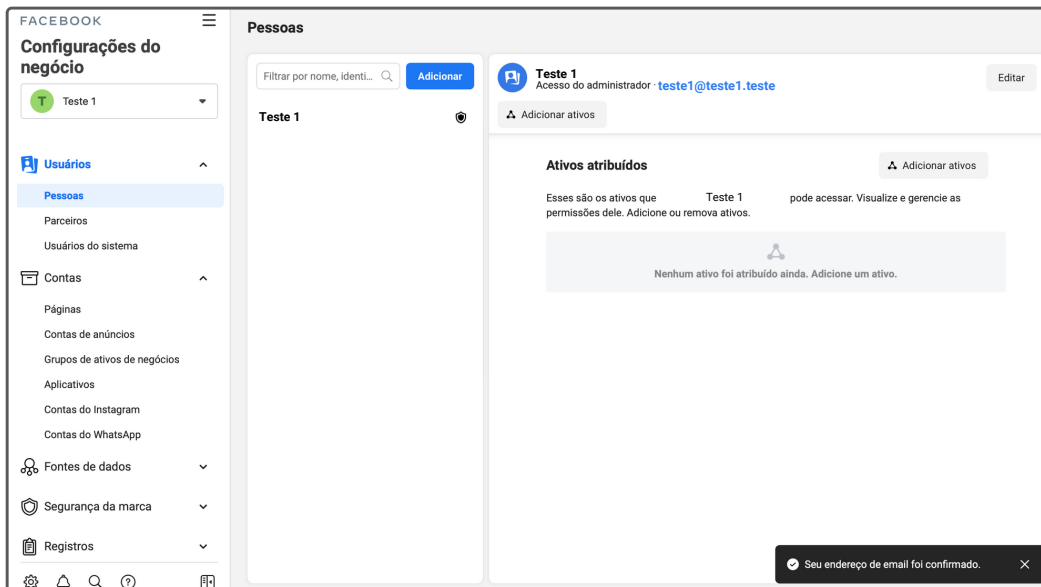 FACEBOOK
Configurações do
negócio
T Teste 1
Usuários
Pessoas
Parceiros
Usuários do sistema
Contas
Páginas
Contas de anúncios
Grupos de ativos de negócios
Aplicativos
Contas do Instagram
Contas do WhatsApp
Fontes de dados
Segurança da marca
Registros
Pessoas
Filtrar por nome, identi... Adicionar
Teste 1
Teste 1
Acesso do administrador · teste1@teste1.teste
Editar
Adicionar ativos
Ativos atribuídos
Adicionar ativos
Esses são os ativos que Teste 1 pode acessar. Visualize e gerencie as
permissões dele. Adicione ou remova ativos.
Nenhum ativo foi atribuído ainda. Adicione um ativo.
Seu endereço de email foi confirmado.